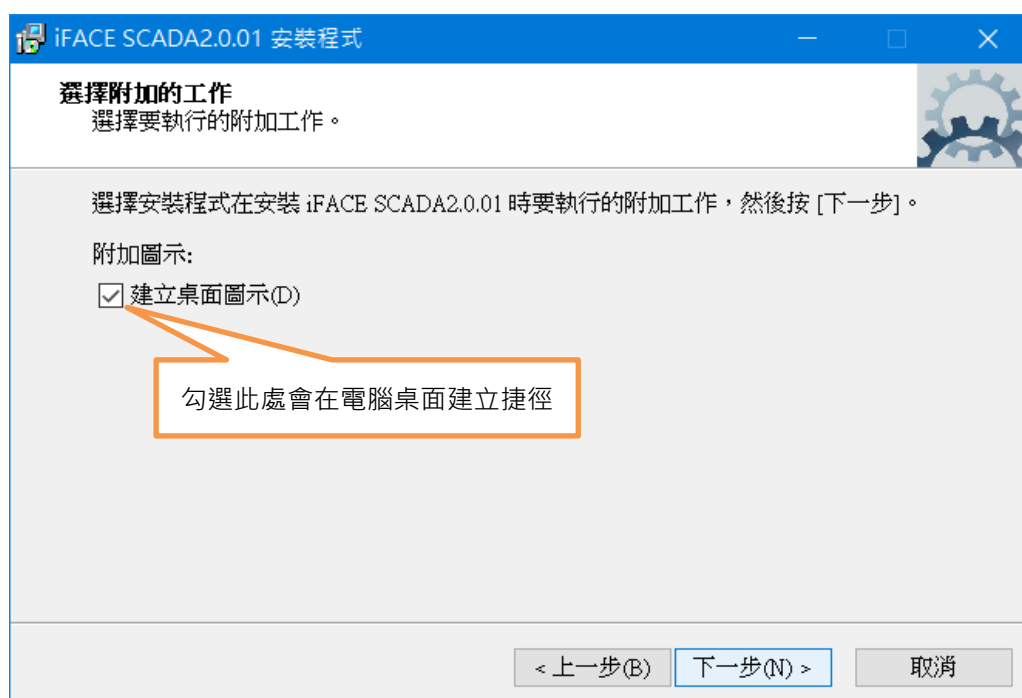 iFACE SCADA2.0.01 安裝程式
選擇附加的工作
選擇要執行的附加工作。
選擇安裝程式在安裝 iFACE SCADA2.0.01 時要執行的附加工作，然後按 [下一步]。
附加圖示:
建立桌面圖示(D)
勾選此處會在電腦桌面建立捷徑
< 上一步(B) 下一步(N) > 取消